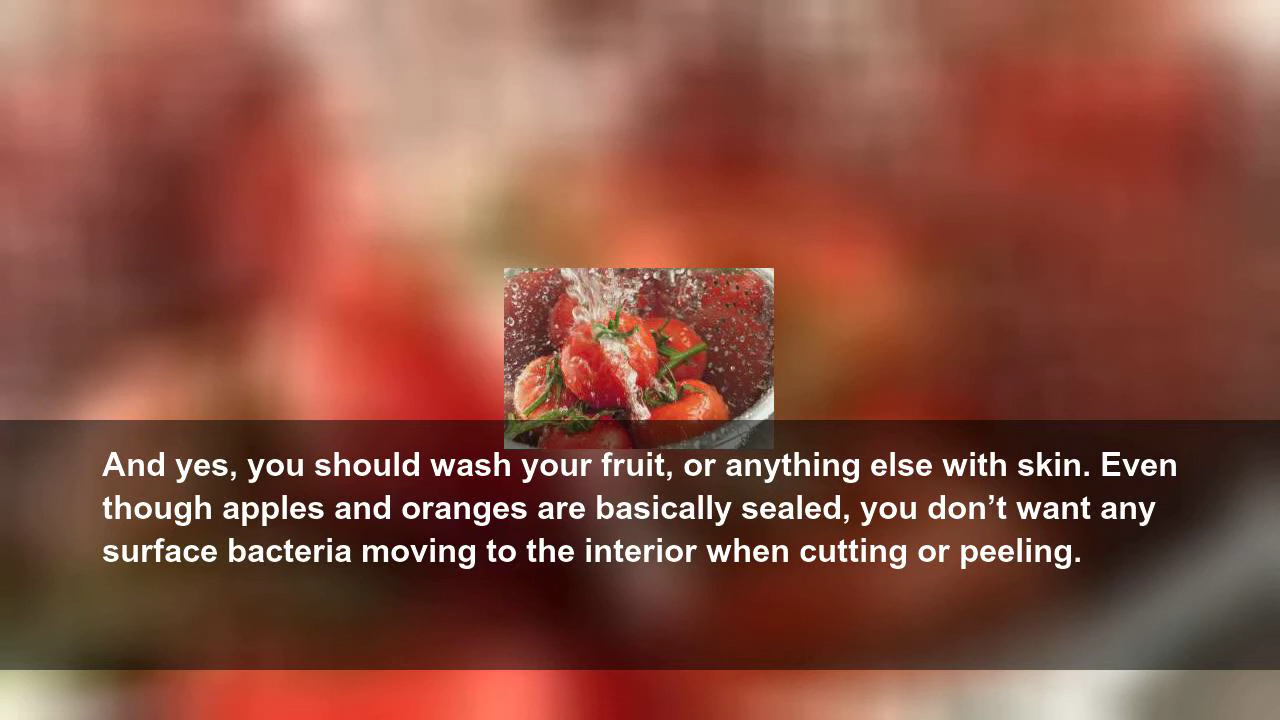 And yes, you should wash your fruit, or anything else with skin. Even
though apples and oranges are basically sealed, you don’t want any
surface bacteria moving to the interior when cutting or peeling.